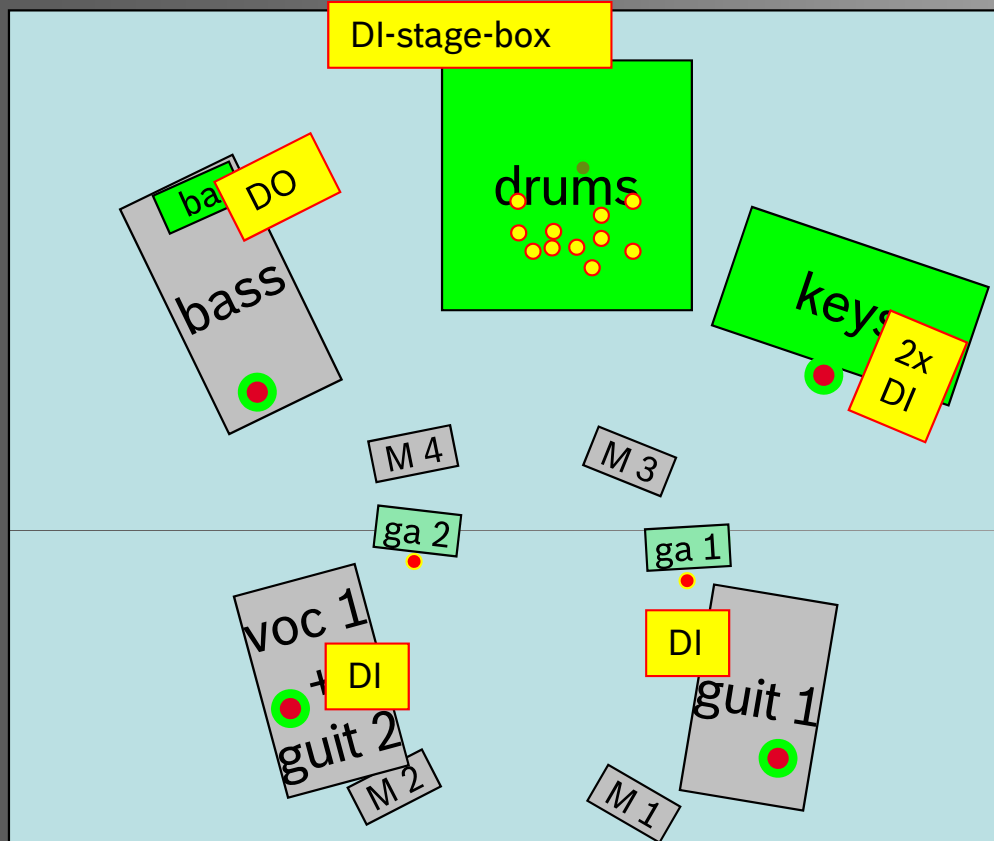 DI-stage-box
drums
ba
DO
bass
keys
2x
DI
M 4
M 3
ga 2
ga 1
voc 1
+
guit 2
DI
DI
guit 1
M 2
M 1